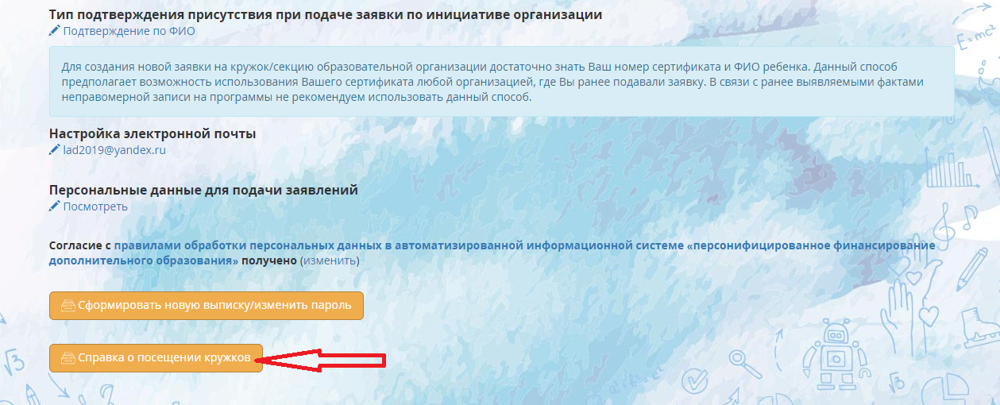 Тип подтверждения присутствия при подаче заявки по инициативе организации
Подтверждение по ФИО
Для создания новой заявки на кружок/секцию образовательной организации достаточно знать Ваш номер сертификата и ФИО ребенка. Данный способ
предполагает возможность использования Вашего сертификата любой организацией, где Вы ранее подавали заявку. В связи с ранее выявляемыми фактами
неправомерной записи на программы не рекомендуем использовать данный способ.
Настройка электронной почты
lad2019@yandex.ru
Персональные данные для подачи заявлений
Посмотреть
Согласие с правилами обработки персональных данных в автоматизированной информационной системе «персонифицированное финансирование
дополнительного образования» получено (изменить)
Сформировать новую выписку/изменить пароль
Справка о посещении кружков
E=mc²
√3
√3